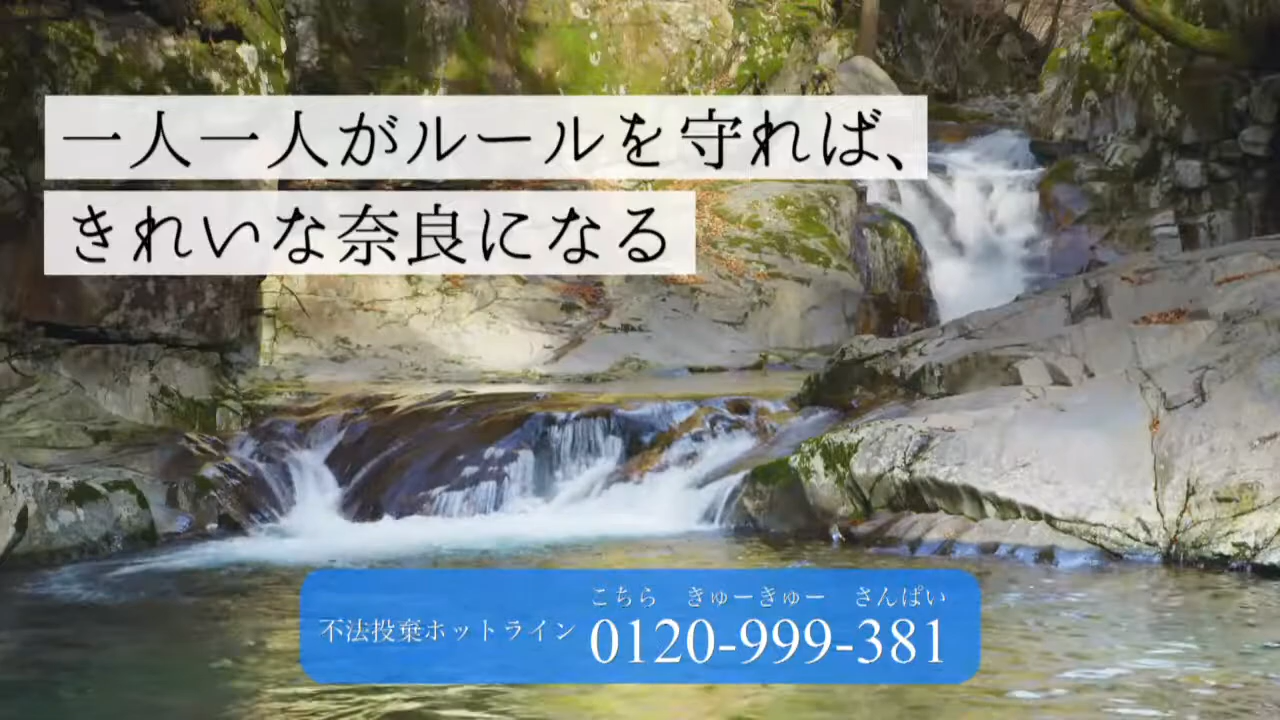 一人一人がルールを守れば、
きれいな奈良になる
こちら きゅーきゅー さんぱい
不法投棄ホットライン 0120-999-381